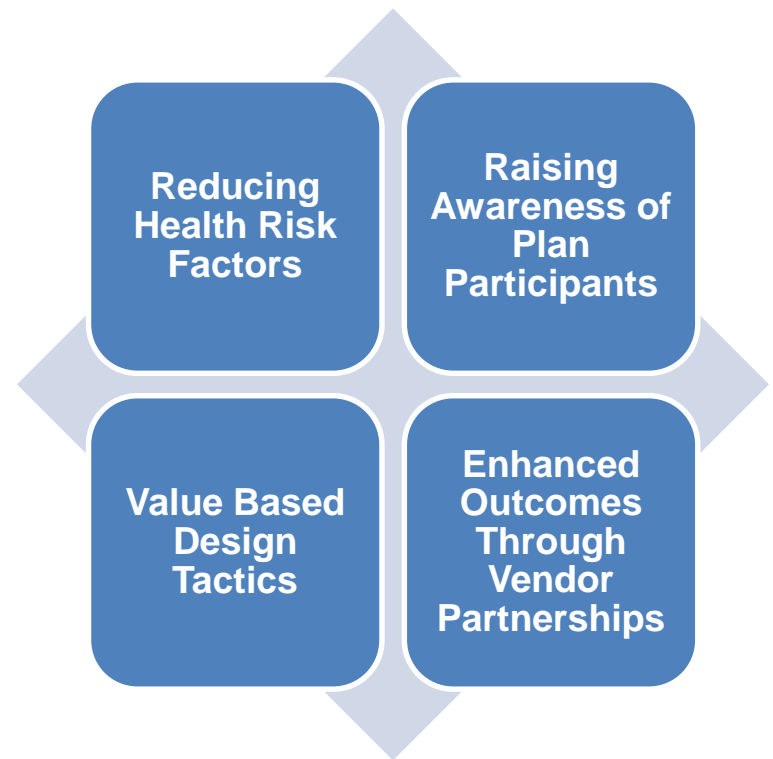 Reducing
Health Risk
Factors
Raising
Awareness of
Plan
Participants
Value Based
Design
Tactics
Enhanced
Outcomes
Through
Vendor
Partnerships